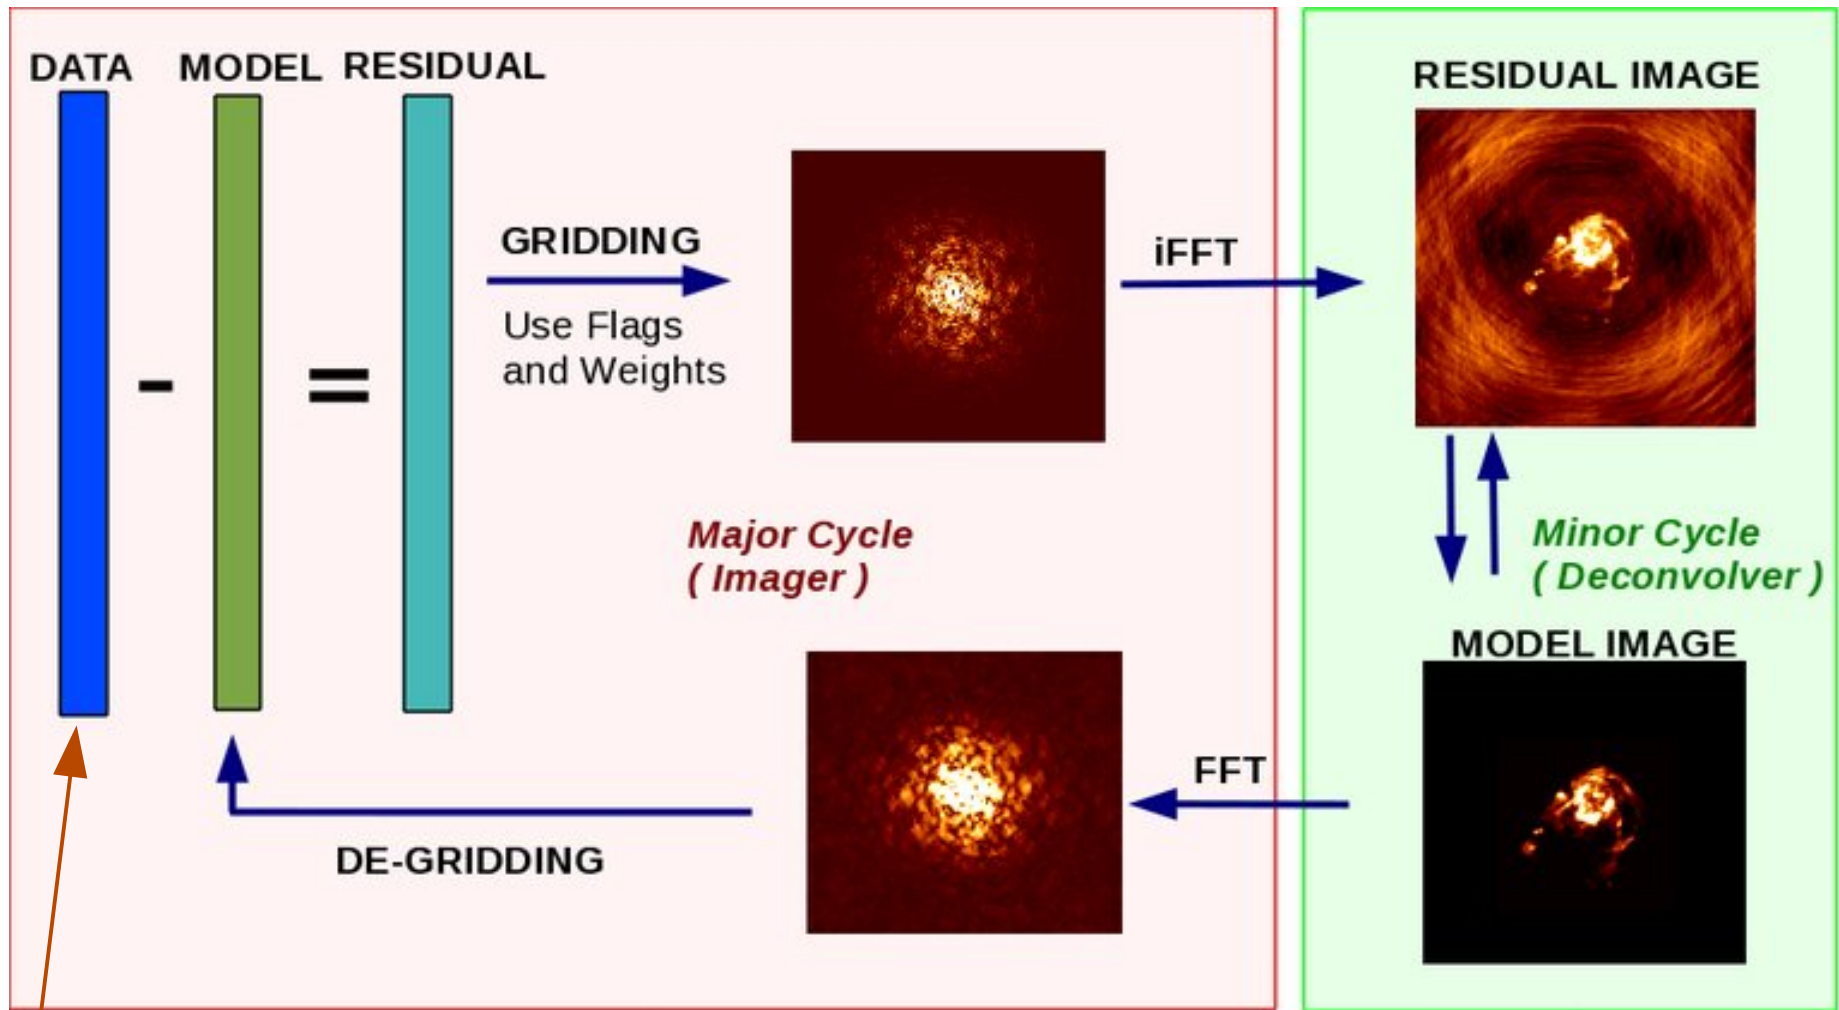 DATA
MODEL
RESIDUAL
-
=
GRIDDING
Use Flags
and Weights
iFFT
RESIDUAL IMAGE
Major Cycle
( Imager )
Minor Cycle
( Deconvolver )
MODEL IMAGE
FFT
DE-GRIDDING